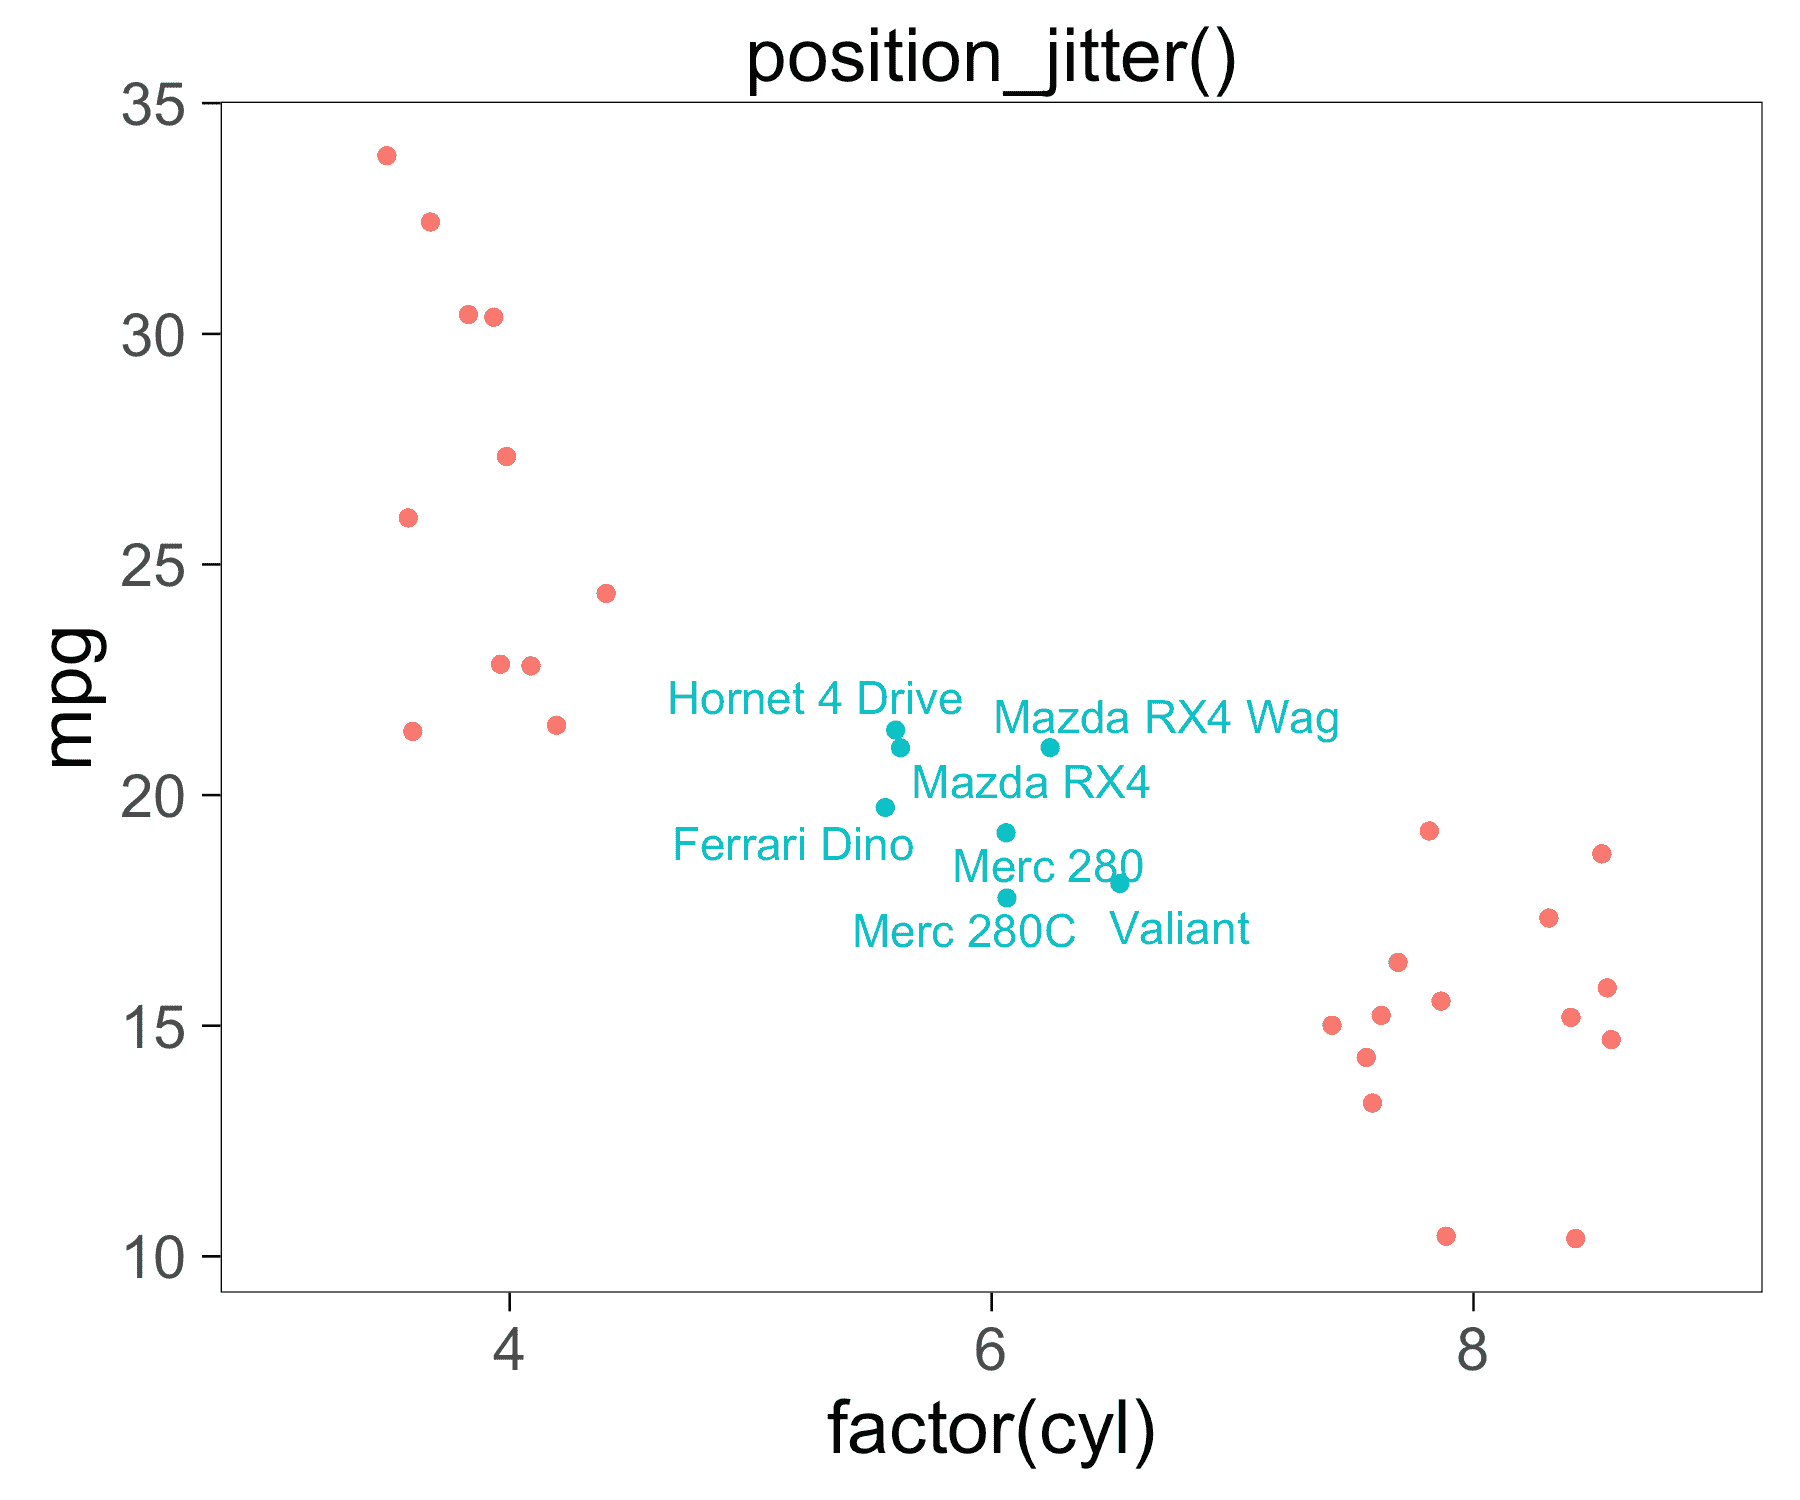 position_jitter()
35
30
25
20
15
10
mpg
Hornet 4 Drive
Mazda RX4 Wag
Mazda RX4
Ferrari Dino
Merc 280
Merc 280C
Valiant
4
6
8
factor(cyl)